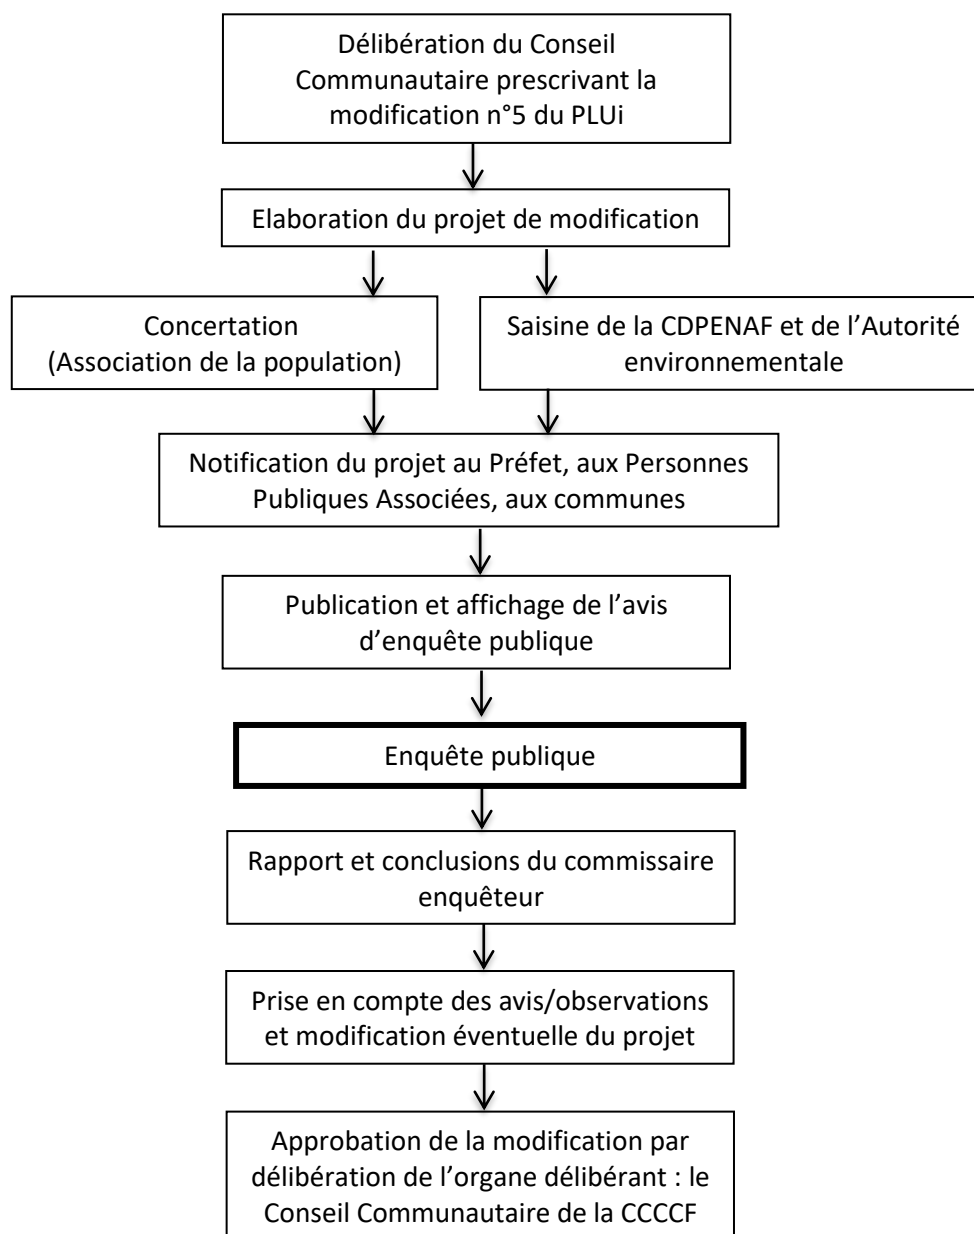 Délibération du Conseil
Communautaire prescrivant la
modification n°5 du PLUi
Elaboration du projet de modification
Concertation
(Association de la population)
Saisine de la CDPENAF et de l’Autorité
environnementale
Notification du projet au Préfet, aux Personnes
Publiques Associées, aux communes
Publication et affichage de l’avis
d’enquête publique
Enquête publique
Rapport et conclusions du commissaire
enquêteur
Prise en compte des avis/observations
et modification éventuelle du projet
Approbation de la modification par
délibération de l’organe délibérant : le
Conseil Communautaire de la CCCCF